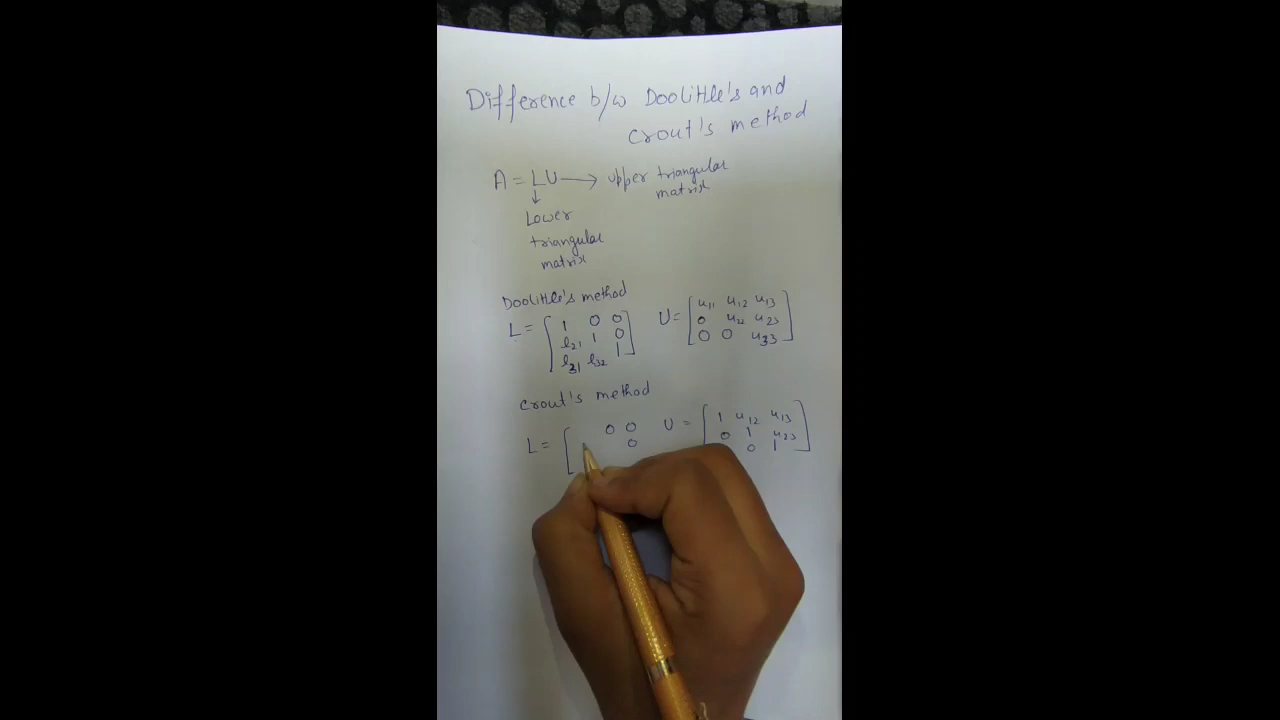 Difference b/w Doolittle's and
Crout's method
A = LU → upper triangular
matrix
↓
Lower
triangular
matrix
Doolittle's method
L = [ 1 0 0 U = [ u11 u12 u13
l21 1 0 0 u22 u23
l31 l32 1 ] 0 0 u33 ]
Crout's method
L = [ 0 0 U = [ 1 u12 u13
0 0 1 u23
0 1 ]